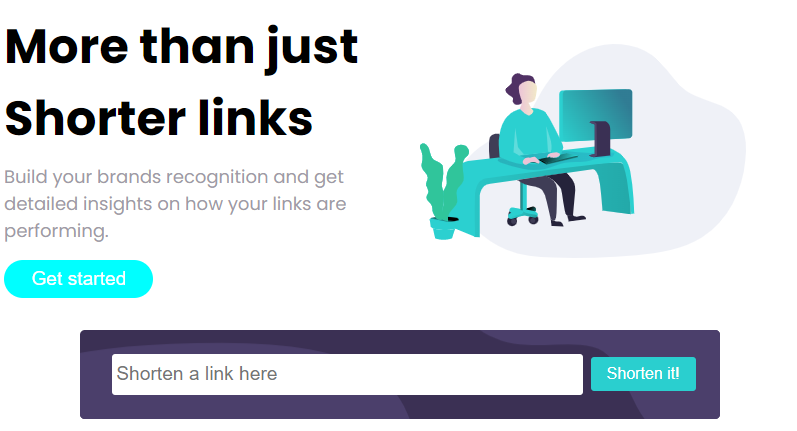 More than just
Shorter links
Build your brands recognition and get
detailed insights on how your links are
performing.
Get started
Shorten a link here
Shorten it!